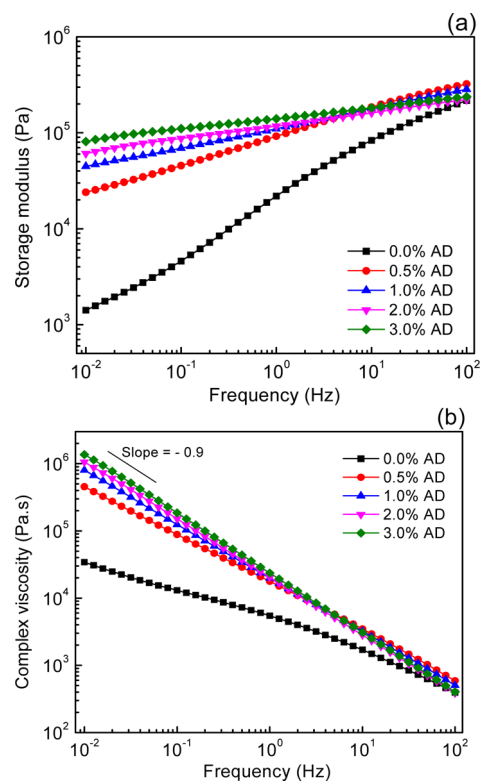 (a)
10^6
10^5
10^4
10^3
Storage modulus (Pa)
0.0% AD
0.5% AD
1.0% AD
2.0% AD
3.0% AD
10^-2 10^-1 10^0 10^1 10^2
Frequency (Hz)
(b)
Slope = - 0.9
10^6
10^5
10^4
10^3
10^2
Complex viscosity (Pa.s)
0.0% AD
0.5% AD
1.0% AD
2.0% AD
3.0% AD
10^-2 10^-1 10^0 10^1 10^2
Frequency (Hz)